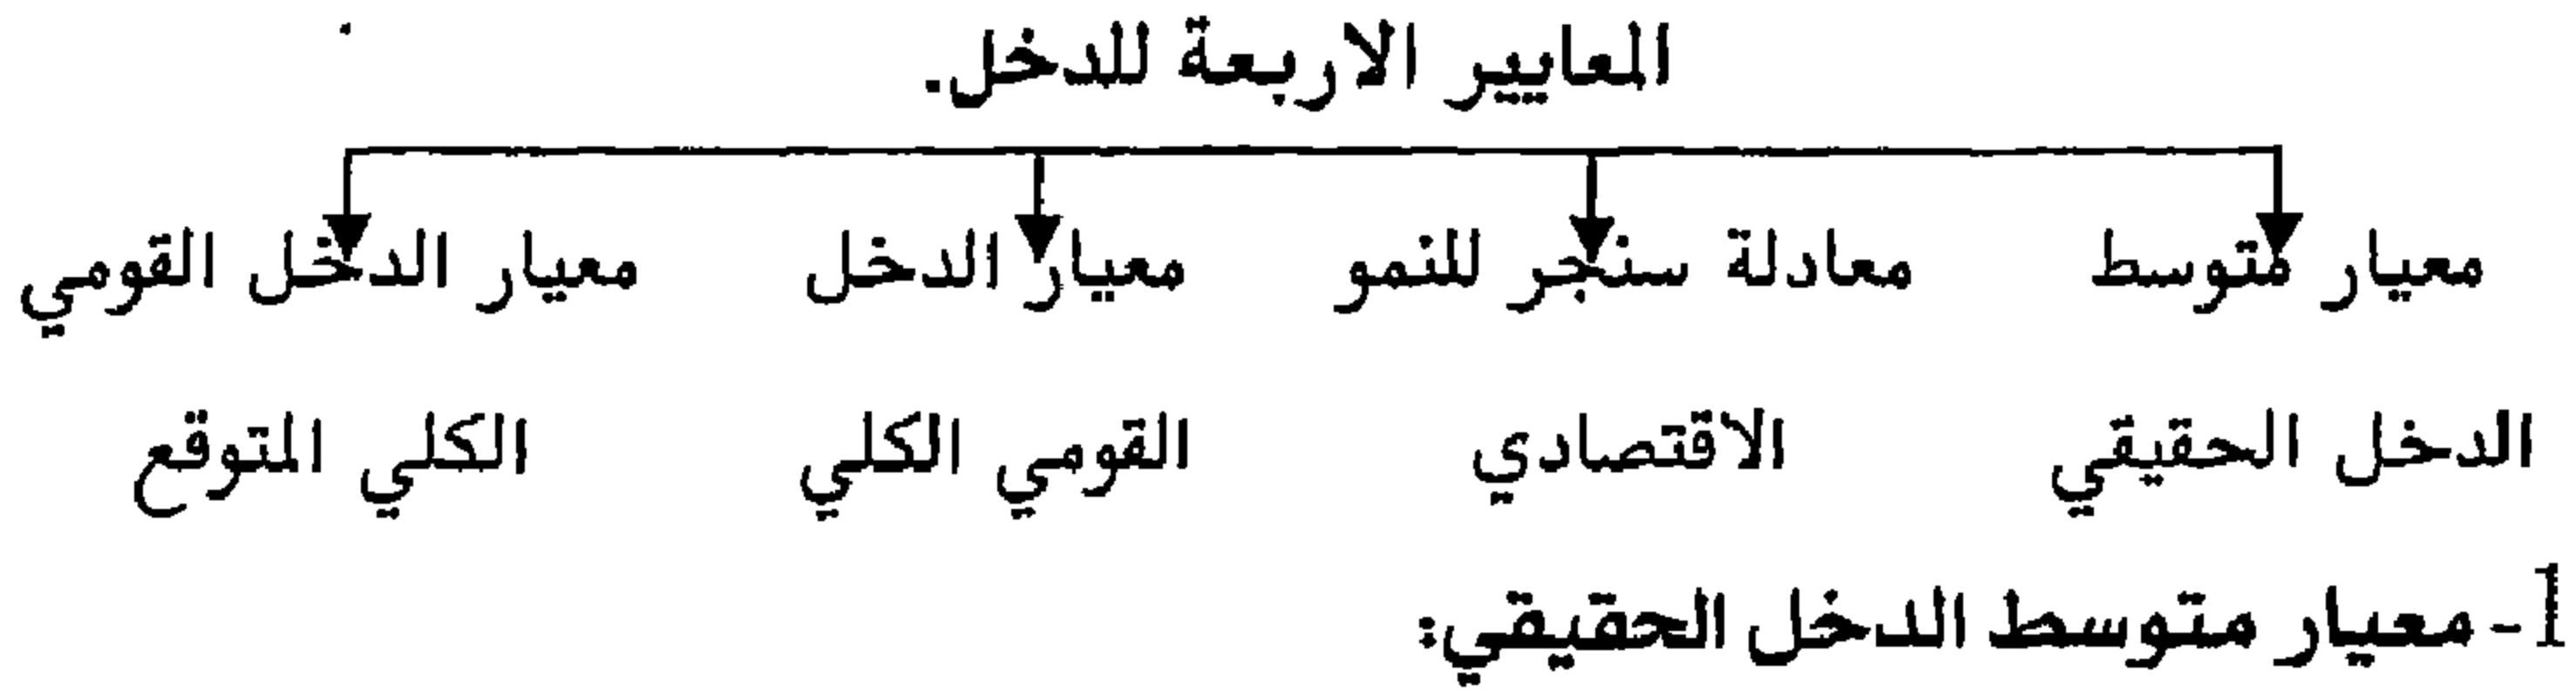 المعايير الاربعة للدخل.
معيار متوسط معادلة سنجر للنمو معيار الدخل معيار الدخل القومي
الدخل الحقيقي الاقتصادي القومي الكلي الكلي المتوقع
1- معيار متوسط الدخل الحقيقي: